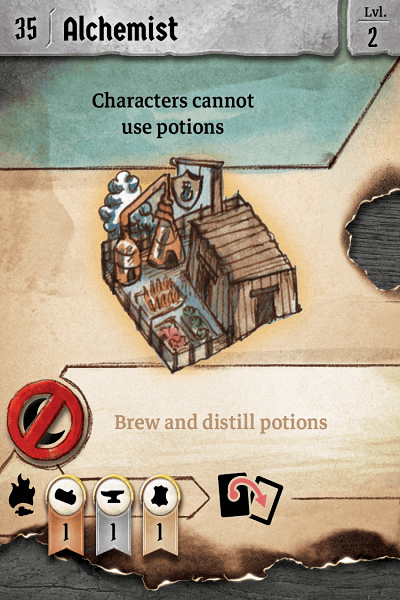 35 Alchemist
Lvl.
2
Characters cannot
use potions
Brew and distill potions
1 1 1